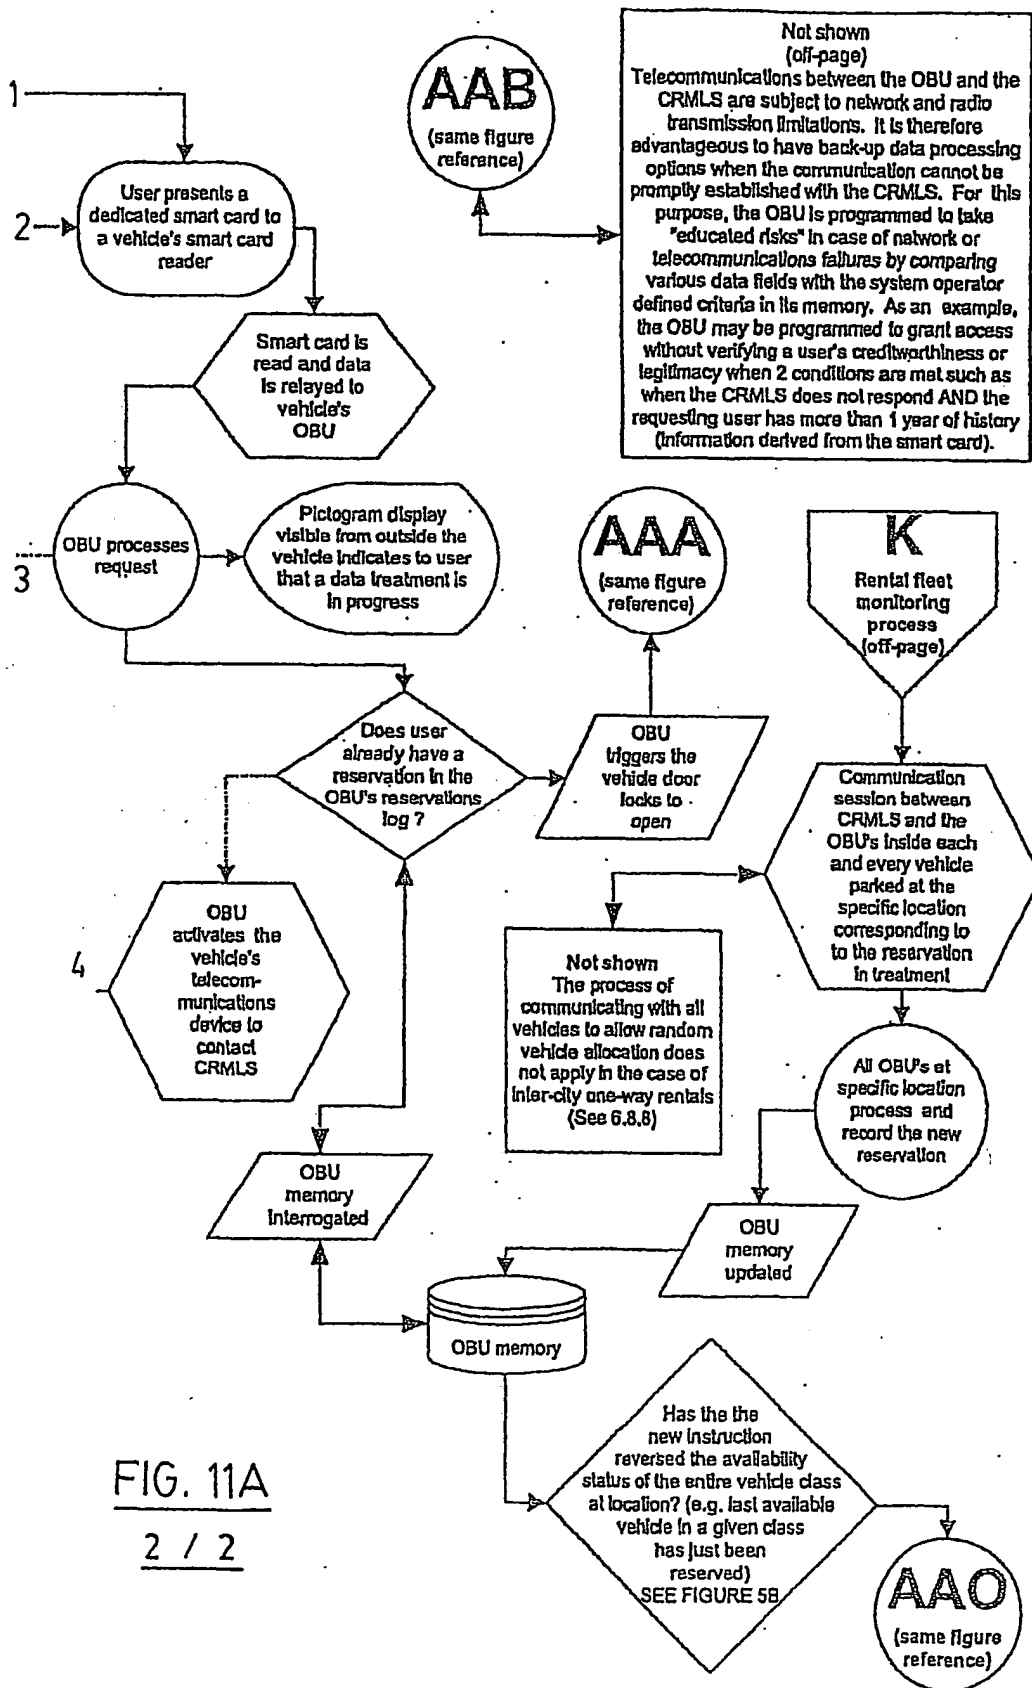 1
AAB
(same figure
reference)
Not shown
(off-page)
Telecommunications between the OBU and the
CRMLS are subject to network and radio
transmission limitations. It is therefore
advantageous to have back-up data processing
options when the communication cannot be
promptly established with the CRMLS. For this
purpose, the OBU is programmed to take
"educated risks" in case of network or
telecommunications failures by comparing
various data fields with the system operator
defined criteria in its memory. As an example,
the OBU may be programmed to grant access
without verifying a user's creditworthiness or
legitimacy when 2 conditions are met such as
when the CRMLS does not respond AND the
requesting user has more than 1 year of history
(information derived from the smart card).
2
User presents a
dedicated smart card to
a vehicle's smart card
reader
Smart card is
read and data
is relayed to
vehicle's
OBU
3
OBU processes
request
Pictogram display
visible from outside the
vehicle indicates to user
that a data treatment is
in progress
AAA
(same figure
reference)
K
Rental fleet
monitoring
process
(off-page)
Does user
already have a
reservation in the
OBU's reservations
log ?
OBU
triggers the
vehicle door
locks to
open
Communication
session between
CRMLS and the
OBU's inside each
and every vehicle
parked at the
specific location
corresponding to
to the reservation
in treatment
4
OBU
activates the
vehicle's
telecom-
munications
device to
contact
CRMLS
Not shown
The process of
communicating with all
vehicles to allow random
vehicle allocation does
not apply in the case of
inter-city one-way rentals
(See 6.8.8)
All OBU's at
specific location
process and
record the new
reservation
OBU
memory
interrogated
OBU
memory
updated
OBU memory
Has the the
new instruction
reversed the availability
status of the entire vehicle class
at location? (e.g. last available
vehicle in a given class
has just been
reserved)
SEE FIGURE 5B
AAO
(same figure
reference)
FIG. 11A
2 / 2